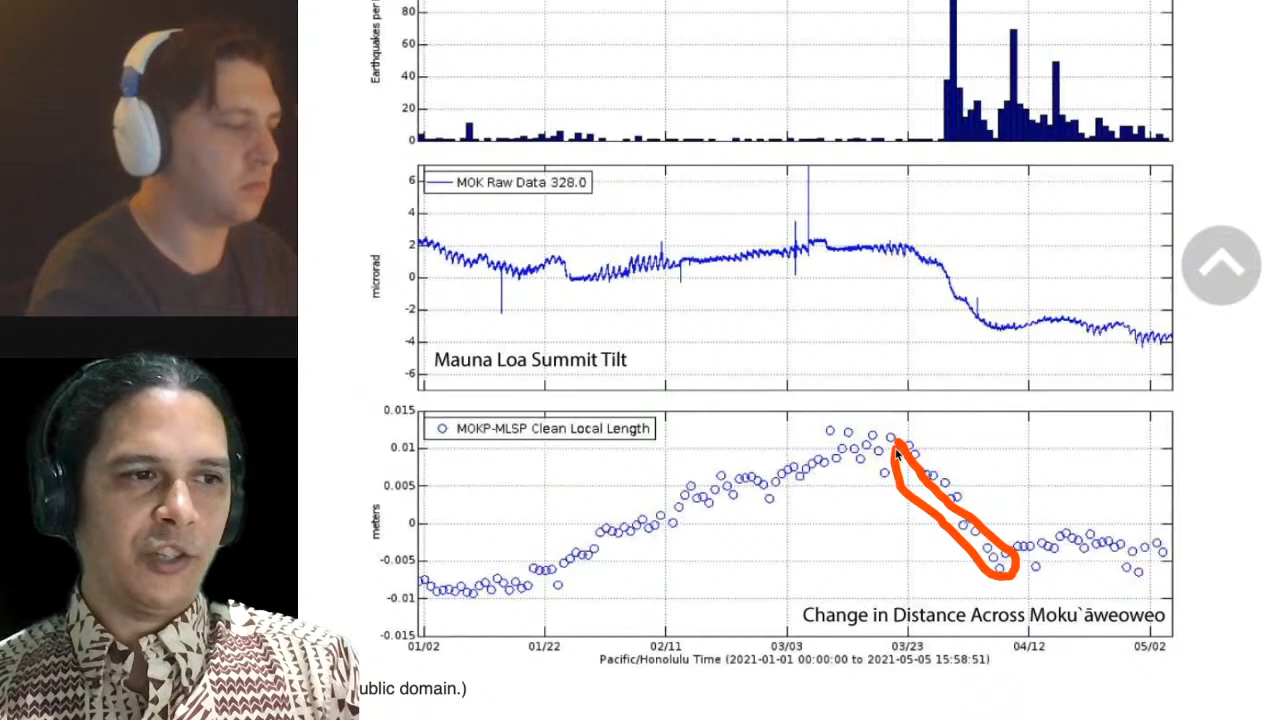 80
60
40
20
0
Earthquakes per
MOK Raw Data 328.0
6
4
2
0
-2
-4
-6
microrad
Mauna Loa Summit Tilt
0.015
0.01
0.005
0
-0.005
-0.01
-0.015
meters
MOKP-MLSP Clean Local Length
Change in Distance Across Moku`āweoweo
01/02 01/22 02/11 03/03 03/23 04/12 05/02
Pacific/Honolulu Time (2021-01-01 00:00:00 to 2021-05-05 15:58:51)
ublic domain.)